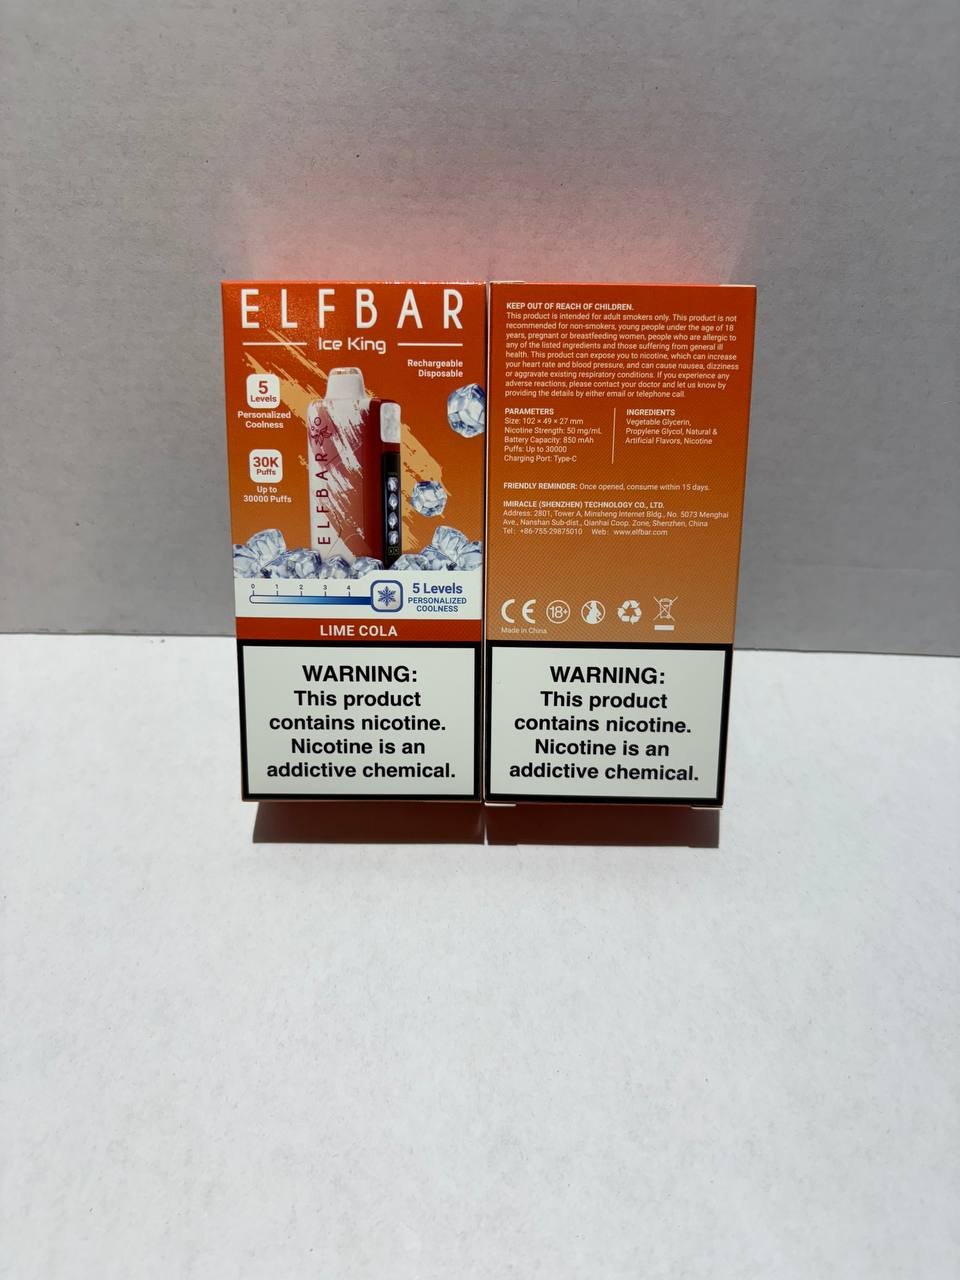 ELFBAR
Ice King
Rechargeable
Disposable
5
Levels
Personalized
Coolness
30K
Puffs
Up to
30000 Puffs
ELFBAR
0 1 2 3 4
5 Levels
PERSONALIZED
COOLNESS
LIME COLA
WARNING:
This product
contains nicotine.
Nicotine is an
addictive chemical.
KEEP OUT OF REACH OF CHILDREN.
This product is intended for adult smokers only. This product is not
recommended for non-smokers, young people under the age of 18
years, pregnant or breastfeeding women, people who are allergic to
any of the listed ingredients and those suffering from general ill
health. This product can expose you to nicotine, which can increase
your heart rate and blood pressure, and can cause nausea, dizziness
or aggravate existing respiratory conditions. If you experience any
adverse reactions, please contact your doctor and let us know by
providing the details by either email or telephone call.
PARAMETERS
Size: 102 × 49 × 27 mm
Nicotine Strength: 50 mg/mL
Battery Capacity: 850 mAh
Puffs: Up to 30000
Charging Port: Type-C
INGREDIENTS
Vegetable Glycerin,
Propylene Glycol, Natural &
Artificial Flavors, Nicotine
FRIENDLY REMINDER: Once opened, consume within 15 days.
IMIRACLE (SHENZHEN) TECHNOLOGY CO., LTD.
Address: 2801, Tower A, Minsheng Internet Bldg., No. 5073 Menghai
Ave., Nanshan Sub-dist., Qianhai Coop. Zone, Shenzhen, China
Tel: +86-755-29875010 Web: www.elfbar.com
CE 18+
Made in China
WARNING:
This product
contains nicotine.
Nicotine is an
addictive chemical.